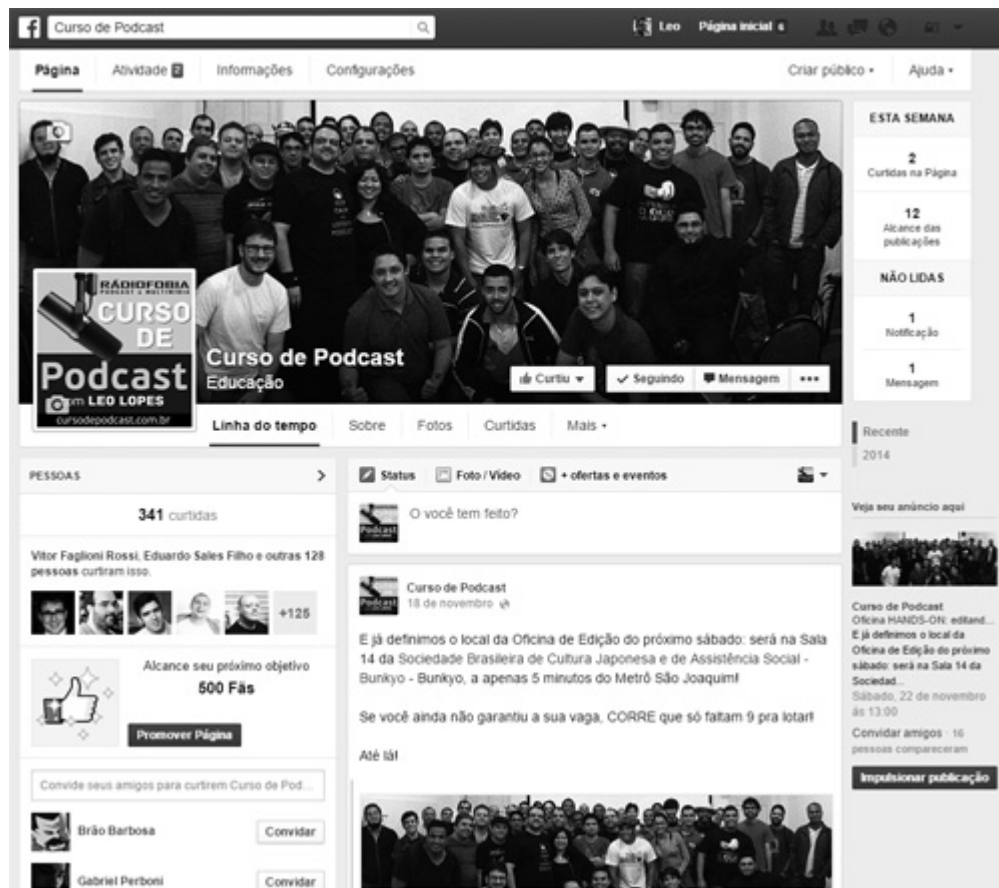 Curso de Podcast
Leo Página inicial 6
Página Atividade 2 Informações Configurações Criar público Ajuda
ESTA SEMANA
2
Curtidas na Página
12
Alcance das
publicações
NÃO LIDAS
1
Notificação
1
Mensagem
RÁDIOFOBIA
PODCAST E MULTIMÍDIA
CURSO
DE
Podcast
com LEO LOPES
cursodepodcast.com.br
Curso de Podcast
Educação
Curtiu Seguindo Mensagem
Linha do tempo Sobre Fotos Curtidas Mais
Recente
2014
PESSOAS
341 curtidas
Vitor Faglioni Rossi, Eduardo Sales Filho e outras 128
pessoas curtiram isso.
+125
Alcance seu próximo objetivo
500 Fãs
Promover Página
Convide seus amigos para curtirem Curso de Pod...
Brão Barbosa Convidar
Gabriel Perboni Convidar
Status Foto / Vídeo + ofertas e eventos
O você tem feito?
Curso de Podcast
18 de novembro
E já definimos o local da Oficina de Edição do próximo sábado: será na Sala
14 da Sociedade Brasileira de Cultura Japonesa e de Assistência Social -
Bunkyo - Bunkyo, a apenas 5 minutos do Metrô São Joaquim!
Se você ainda não garantiu a sua vaga, CORRE que só faltam 9 pra lotar!
Até lá!
Veja seu anúncio aqui
Curso de Podcast
Oficina HANDS-ON: editand...
E já definimos o local da
Oficina de Edição do próximo
sábado: será na Sala 14 da
Sociedad...
Sábado, 22 de novembro
às 13:00
Convidar amigos · 16
pessoas compareceram
Impulsionar publicação